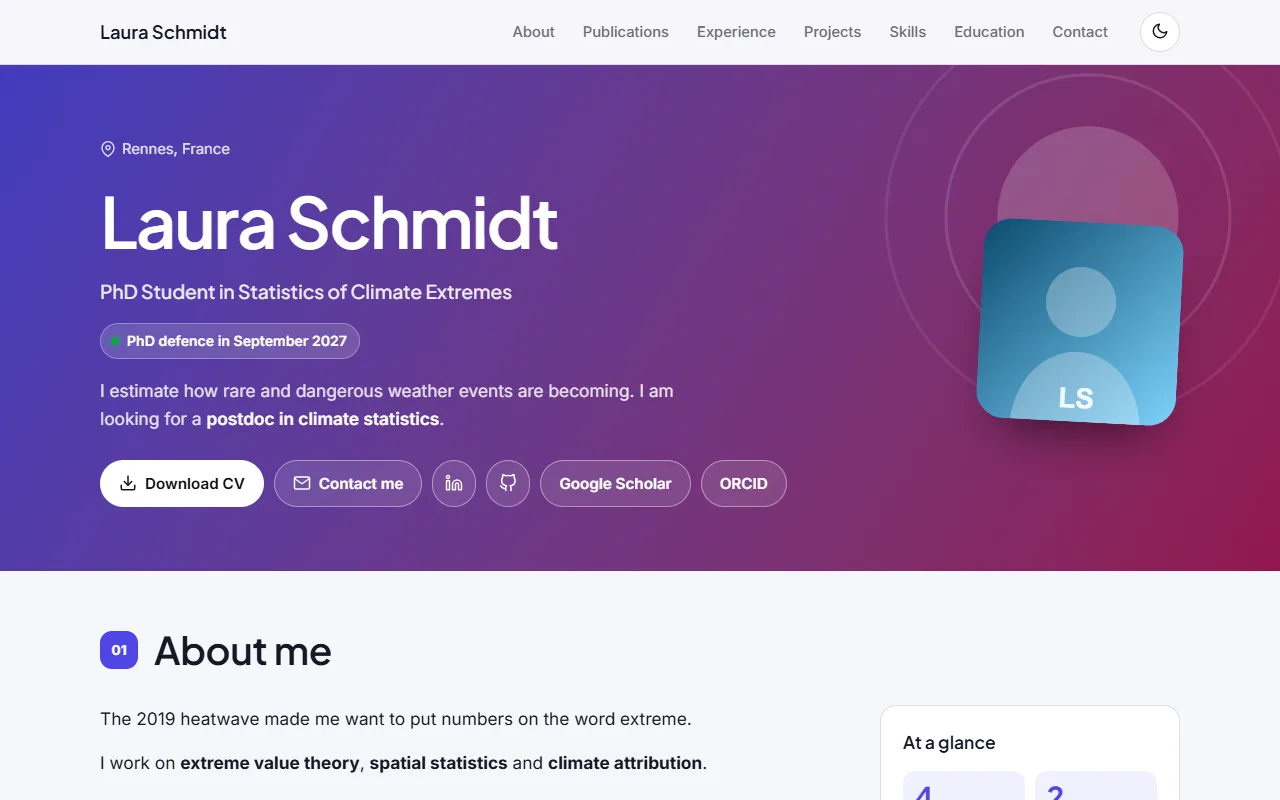 Laura Schmidt
About Publications Experience Projects Skills Education Contact
Rennes, France
Laura Schmidt
PhD Student in Statistics of Climate Extremes
PhD defence in September 2027
I estimate how rare and dangerous weather events are becoming. I am
looking for a postdoc in climate statistics.
Download CV Contact me Google Scholar ORCID
LS
01 About me
The 2019 heatwave made me want to put numbers on the word extreme.
I work on extreme value theory, spatial statistics and climate attribution.
At a glance
4 2